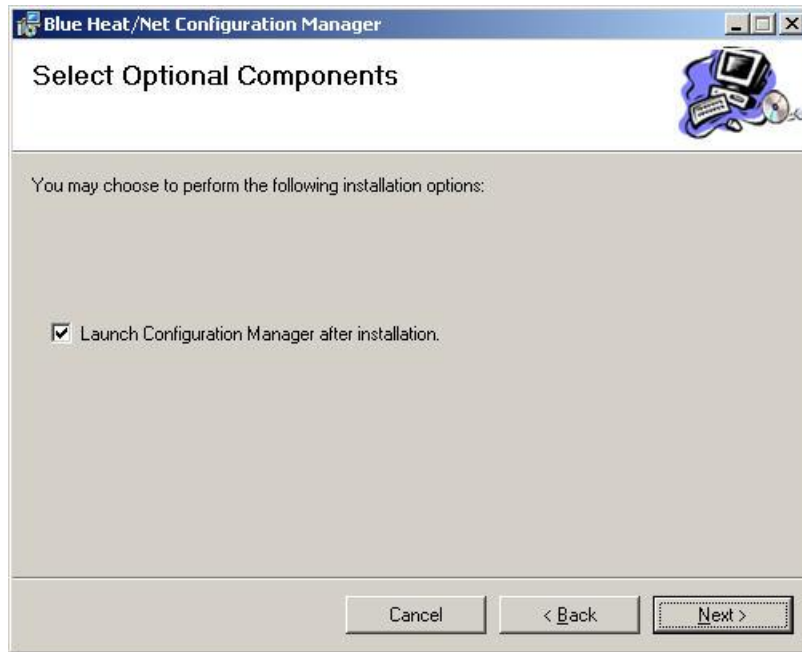 Blue Heat/Net Configuration Manager
Select Optional Components
You may choose to perform the following installation options:
Launch Configuration Manager after installation.
Cancel
< Back
Next >